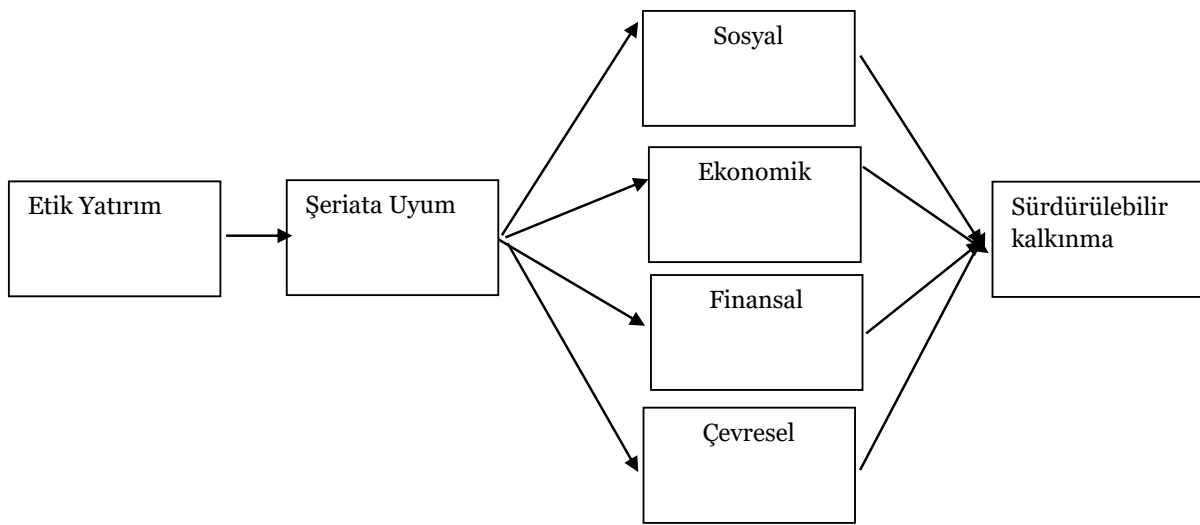 Etik Yatırım
Şeriata Uyum
Sosyal
Ekonomik
Finansal
Çevresel
Sürdürülebilir
kalkınma